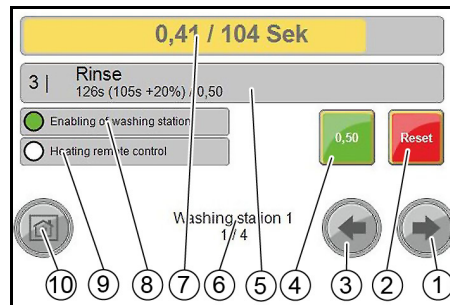 0,41 / 104 Sek
3 |
Rinse
126s (105s +20%) / 0,50
Enabling of washing station
Heating remote control
0,50
Reset
Washing station 1
1 / 4
10 9 8 7 6 5 4 3 2 1